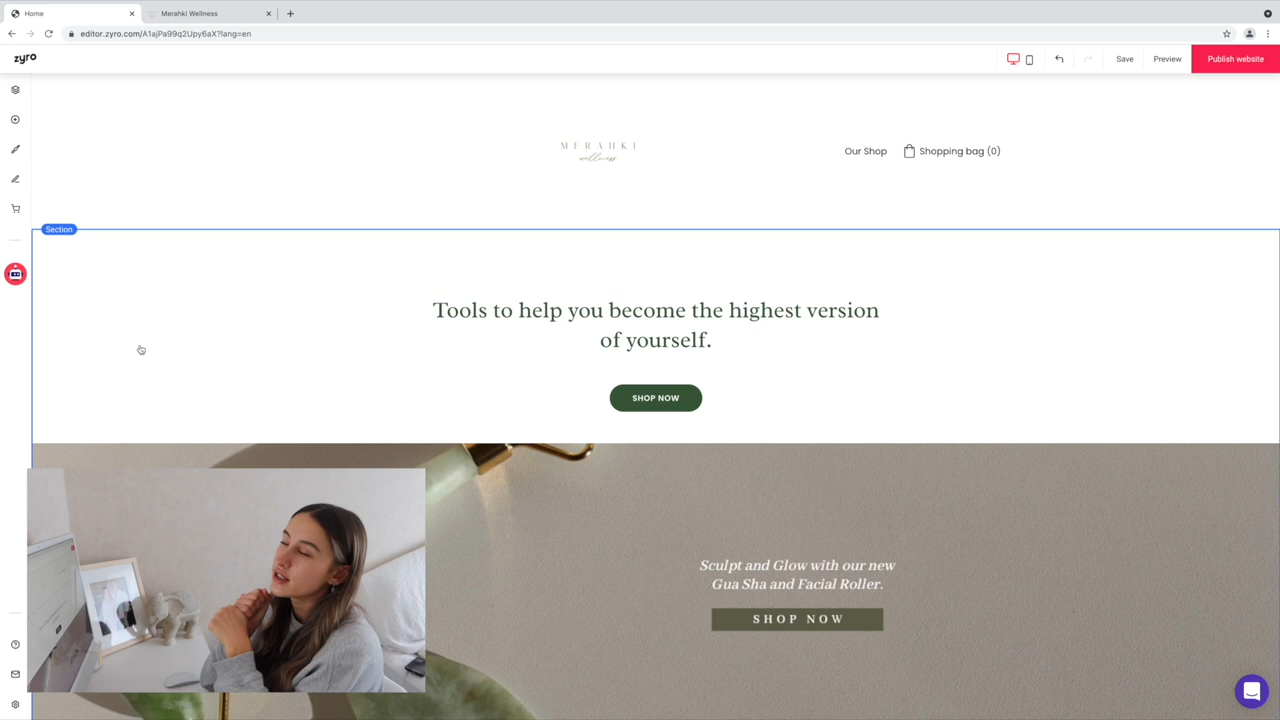 Home
Merahki Wellness
editor.zyro.com/A1ajPa99q2Upy6aX?lang=en
zyro
Save
Preview
Publish website
MERAHKI
wellness
Our Shop
Shopping bag (0)
Section
Tools to help you become the highest version
of yourself.
SHOP NOW
Sculpt and Glow with our new
Gua Sha and Facial Roller.
SHOP NOW